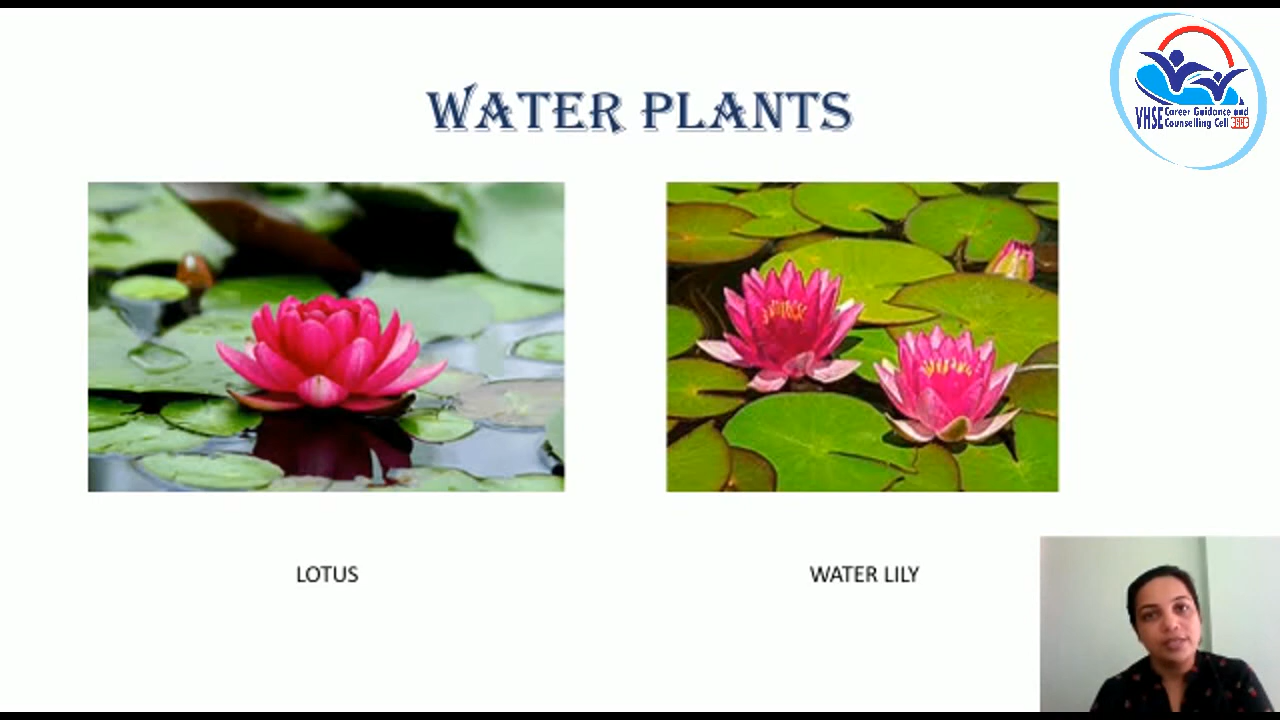 WATER PLANTS
VHSE Career Guidance and
Counselling Cell
LOTUS
WATER LILY